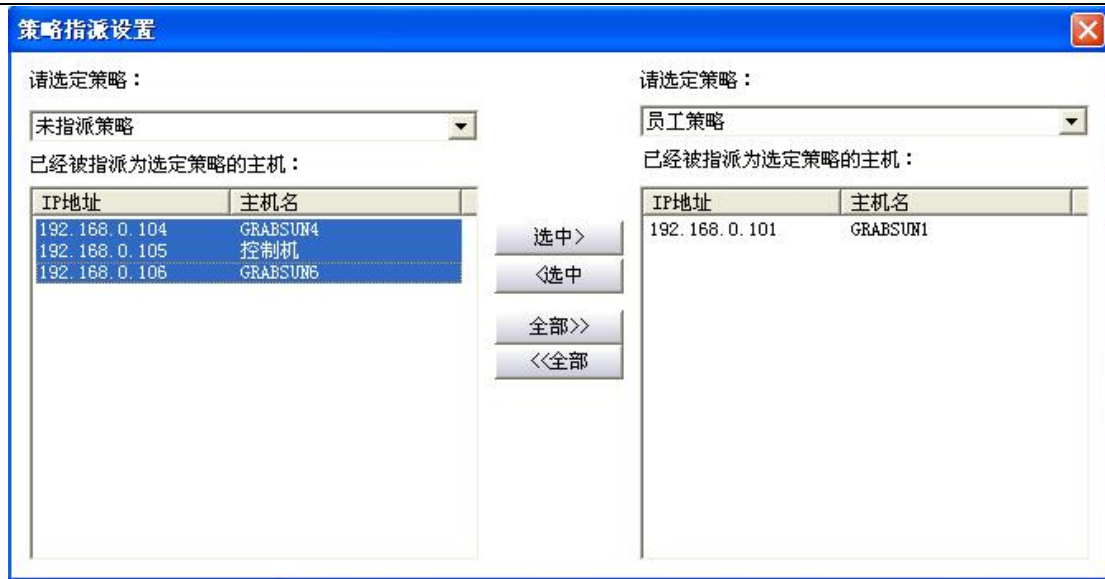 策略指派设置
请选定策略：
未指派策略
已经被指派为选定策略的主机：
IP地址 主机名
192.168.0.104 GRABSUN4
192.168.0.105 控制机
192.168.0.106 GRABSUN6
选中>
<选中
全部>>
<<全部
请选定策略：
员工策略
已经被指派为选定策略的主机：
IP地址 主机名
192.168.0.101 GRABSUN1